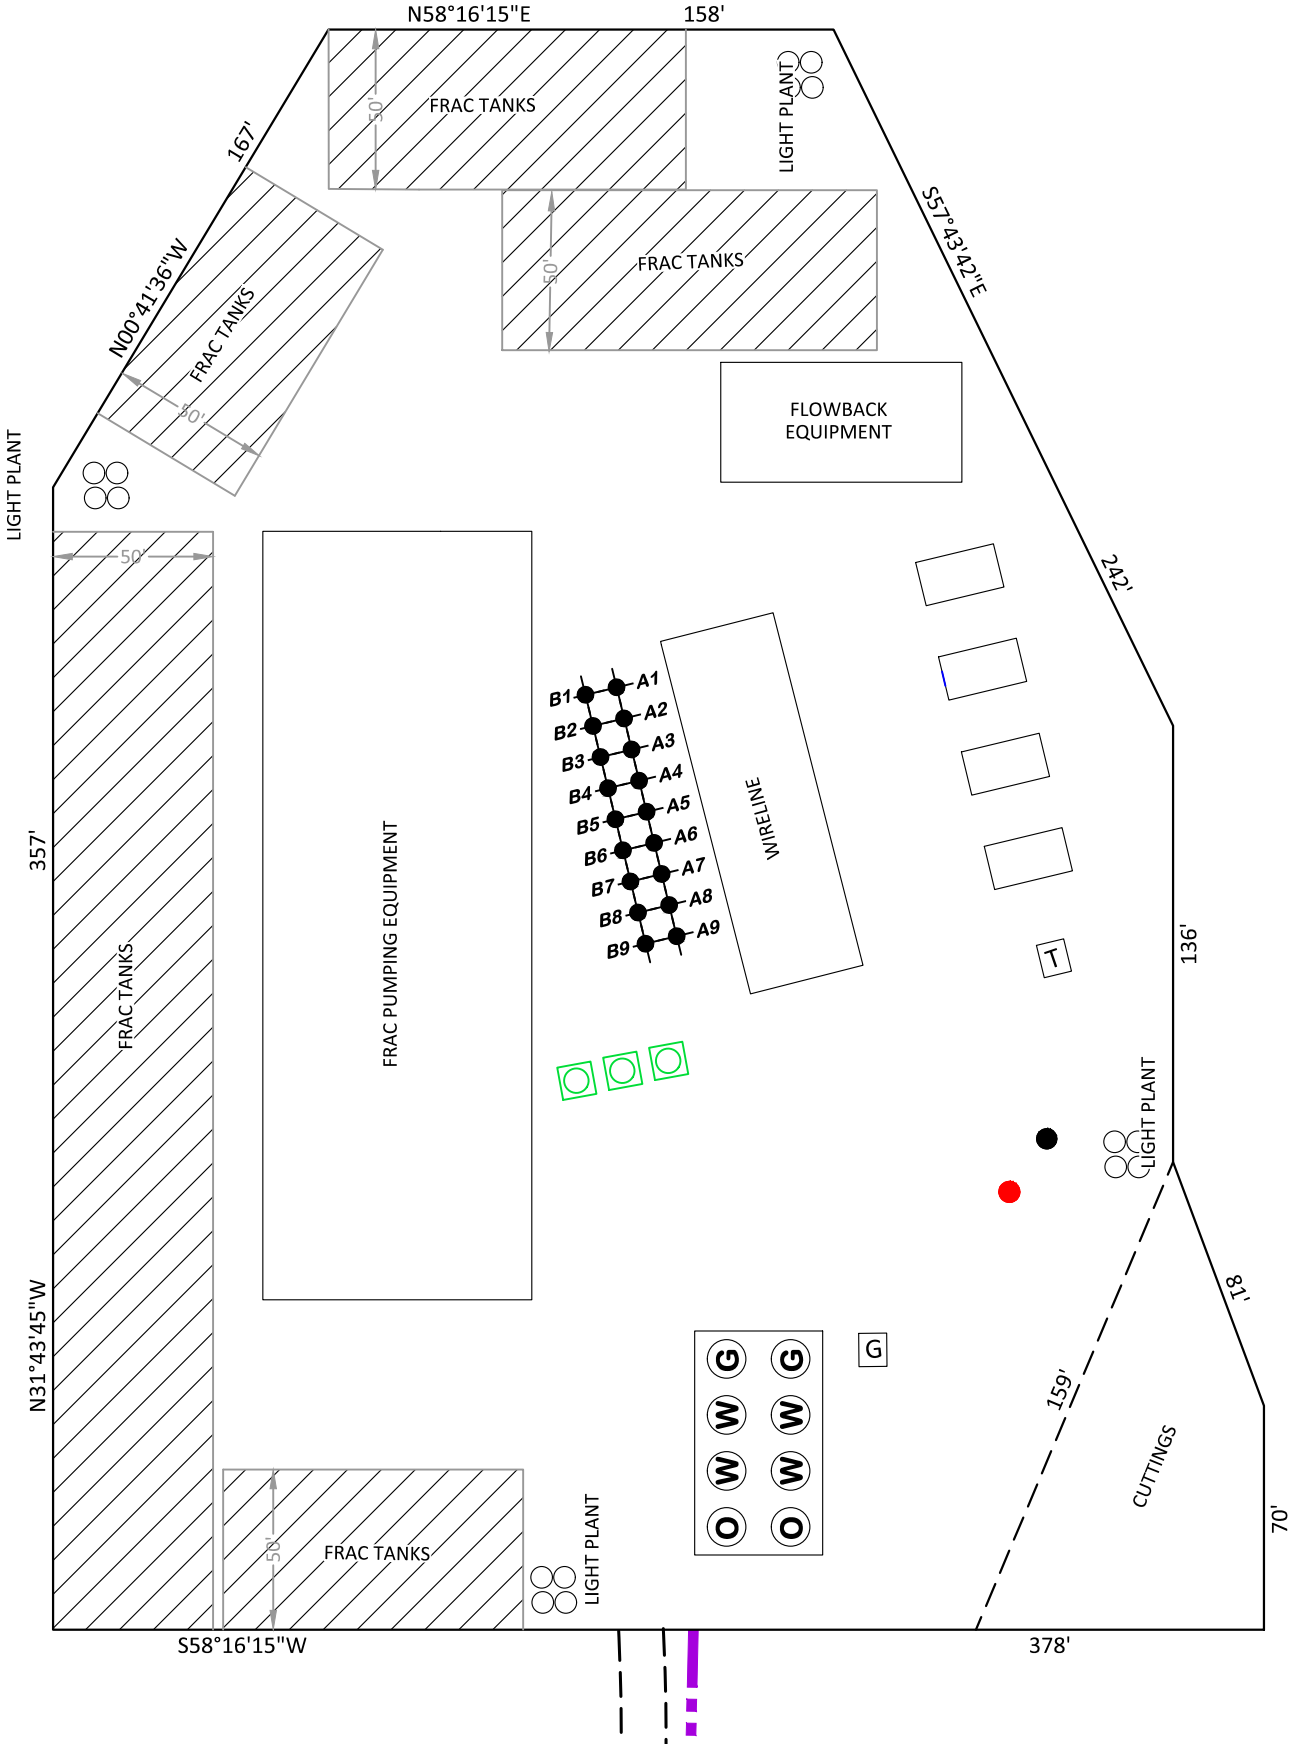 N58°16'15"E
158'
FRAC TANKS
50'
LIGHT PLANT
167'
N00°41'36"W
FRAC TANKS
50'
FRAC TANKS
50'
S57°43'42"E
FLOWBACK
EQUIPMENT
LIGHT PLANT
50'
242'
B1
A1
B2
A2
B3
A3
B4
A4
B5
A5
B6
A6
B7
A7
B8
A8
B9
A9
WIRELINE
357'
FRAC TANKS
FRAC PUMPING EQUIPMENT
T
136'
LIGHT PLANT
N31°43'45"W
81'
G G
W W
W W
O O
G
159'
CUTTINGS
70'
50'
FRAC TANKS
LIGHT PLANT
S58°16'15"W
378'